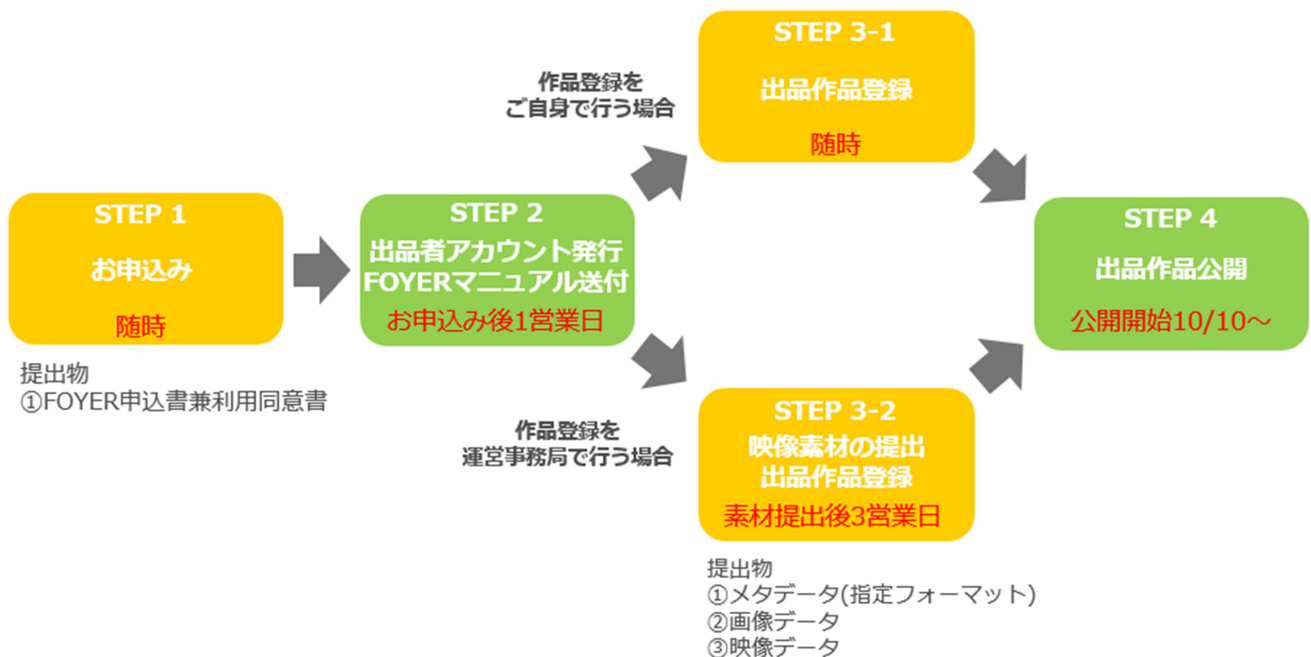 STEP 1
お申込み
随時
提出物
①FOYER申込書兼利用同意書
STEP 2
出品者アカウント発行
FOYERマニュアル送付
お申込み後1営業日
作品登録を
ご自身で行う場合
STEP 3-1
出品作品登録
随時
作品登録を
運営事務局で行う場合
STEP 3-2
映像素材の提出
出品作品登録
素材提出後3営業日
提出物
①メタデータ(指定フォーマット)
②画像データ
③映像データ
STEP 4
出品作品公開
公開開始10/10～